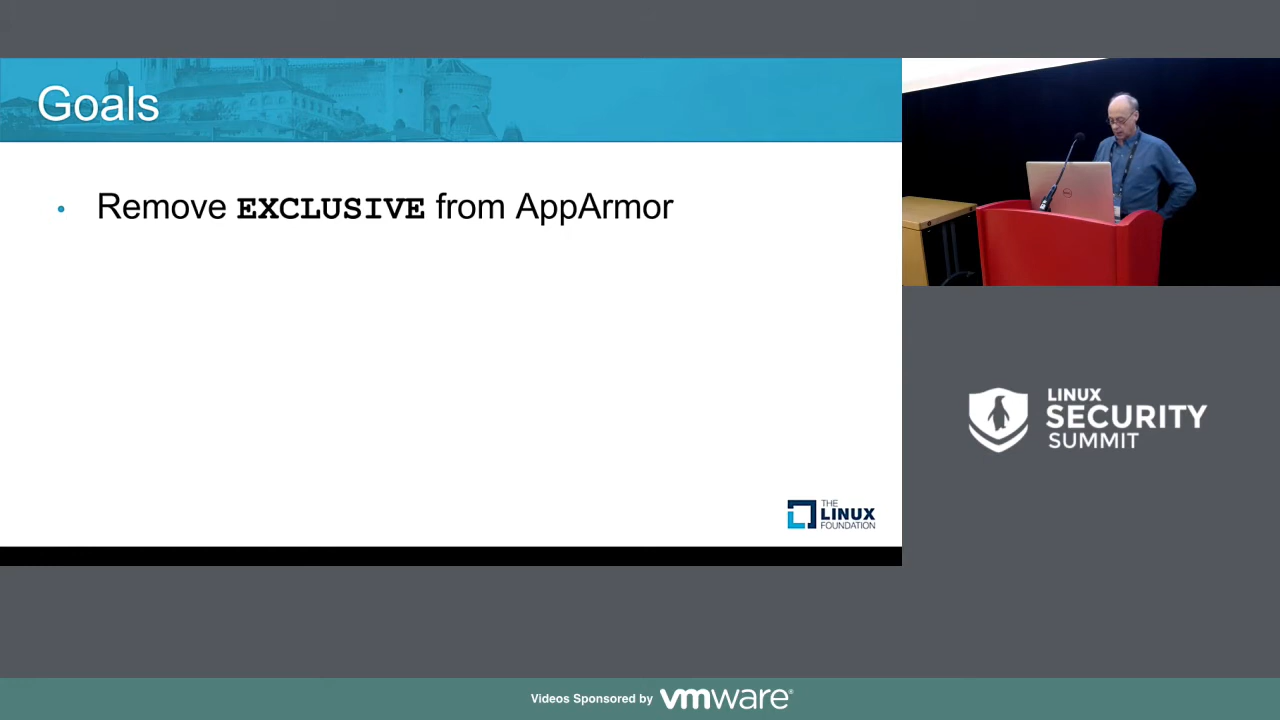 Goals
• Remove EXCLUSIVE from AppArmor
THE
LINUX
FOUNDATION
LINUX
SECURITY
SUMMIT
Videos Sponsored by vmware®